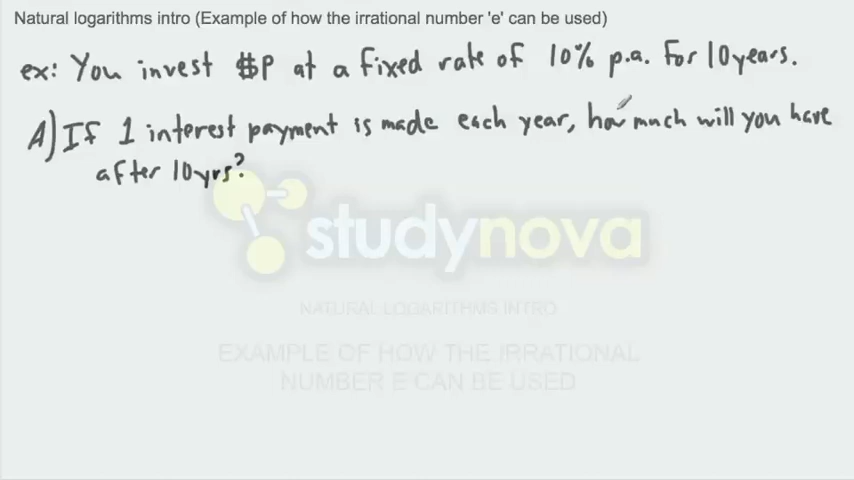 Natural logarithms intro (Example of how the irrational number 'e' can be used)
ex: You invest $P at a fixed rate of 10% p.a. for 10 years.
A) If 1 interest payment is made each year, how much will you have
after 10yrs?
studynova
NATURAL LOGARITHMS INTRO
EXAMPLE OF HOW THE IRRATIONAL
NUMBER E CAN BE USED